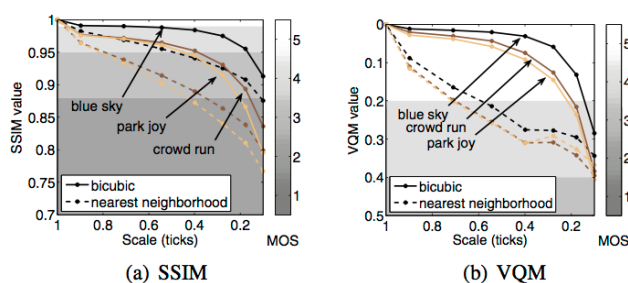 1
0.95
0.9
0.85
0.8
0.75
0.7
SSIM value
blue sky
park joy
crowd run
bicubic
nearest neighborhood
1 0.8 0.6 0.4 0.2
Scale (ticks)
5
4
3
2
1
MOS
(a) SSIM
0
0.1
0.2
0.3
0.4
0.5
VQM value
blue sky
crowd run
park joy
bicubic
nearest neighborhood
1 0.8 0.6 0.4 0.2
Scale (ticks)
5
4
3
2
1
MOS
(b) VQM